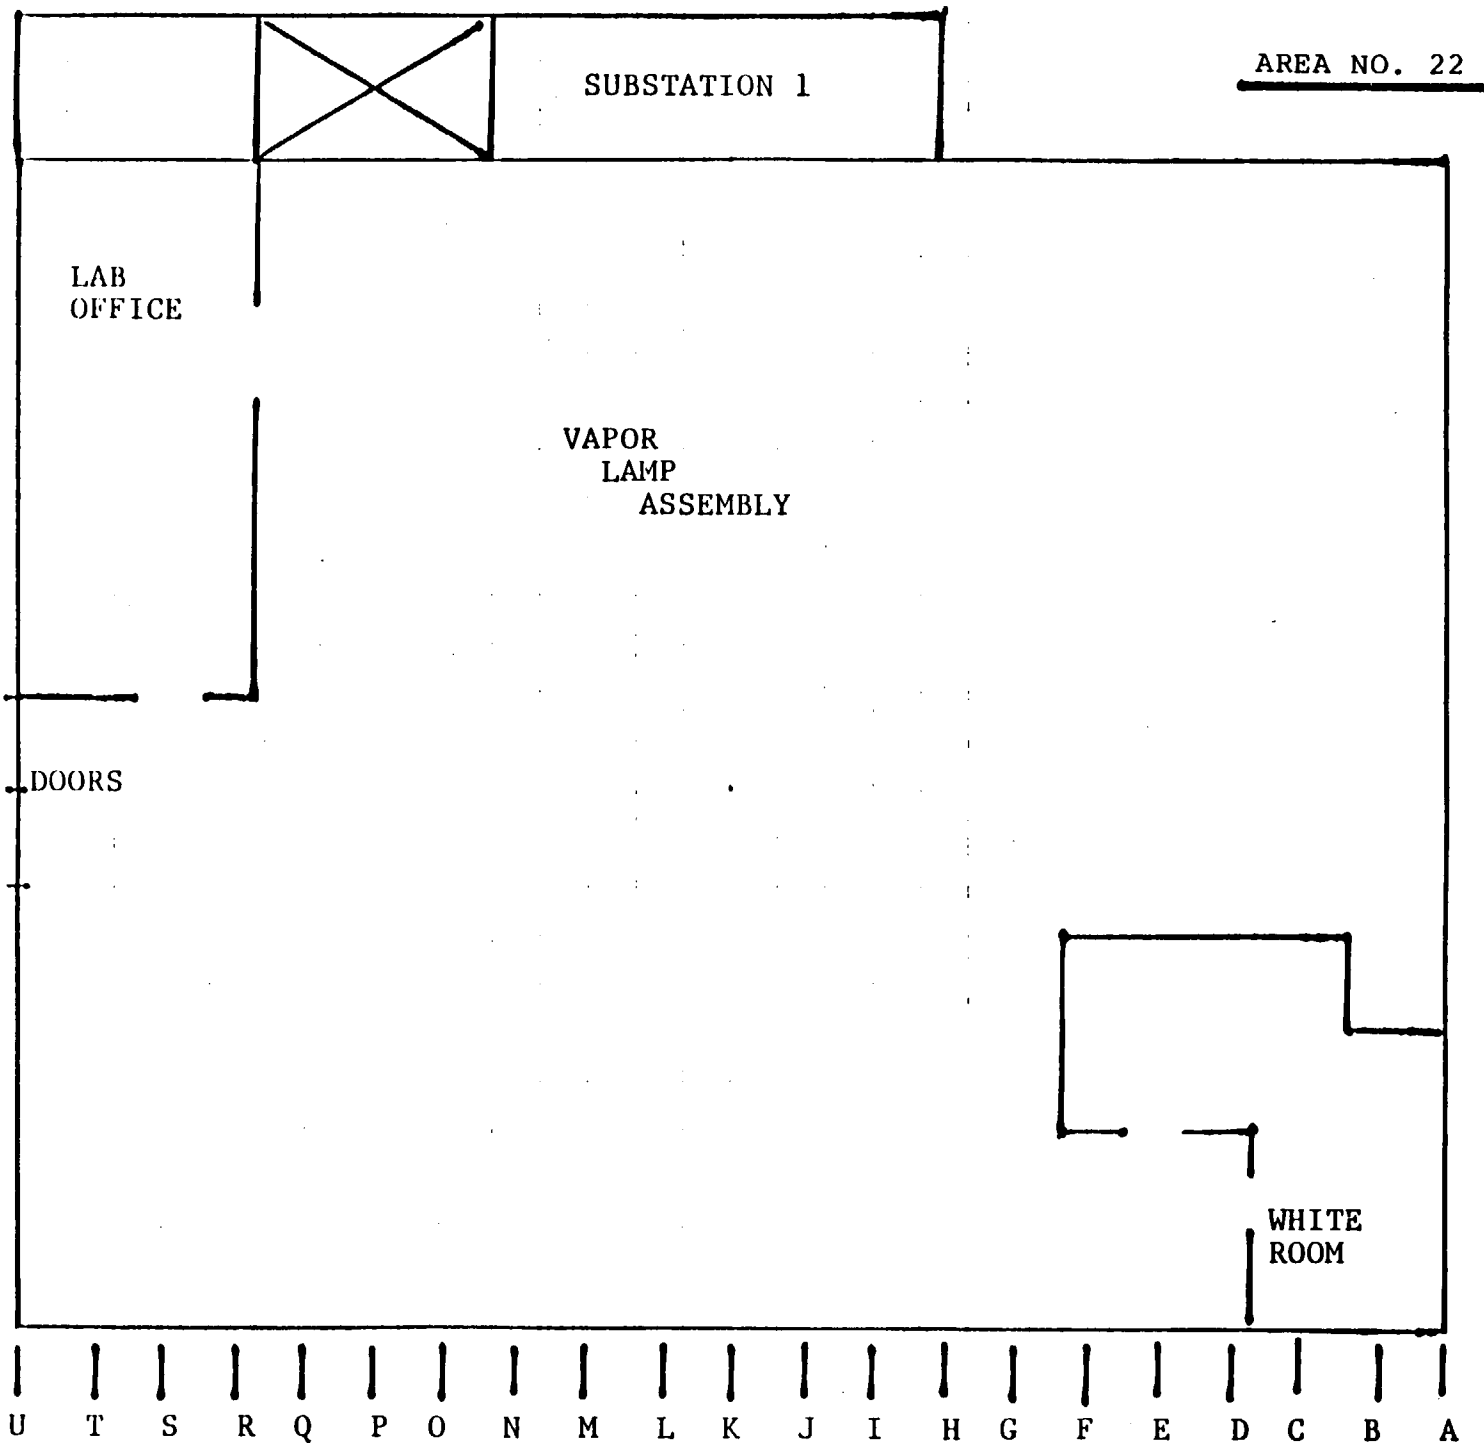 SUBSTATION 1
AREA NO. 22
LAB
OFFICE
VAPOR
LAMP
ASSEMBLY
DOORS
WHITE
ROOM
U T S R Q P O N M L K J I H G F E D C B A